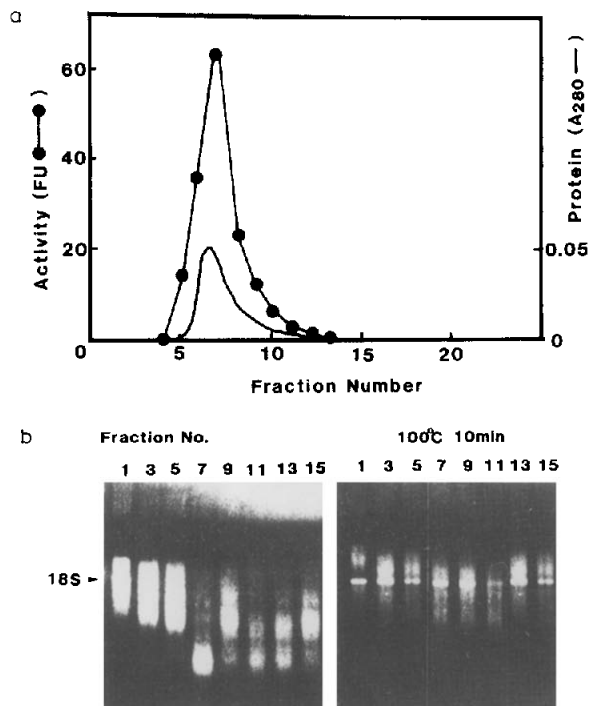 a
60
40
20
0
Activity (FU ●—●)
0.05
0
Protein (A280 —)
5 10 15 20
Fraction Number
b
Fraction No.
1 3 5 7 9 11 13 15
100°C 10min
1 3 5 7 9 11 13 15
18S ►